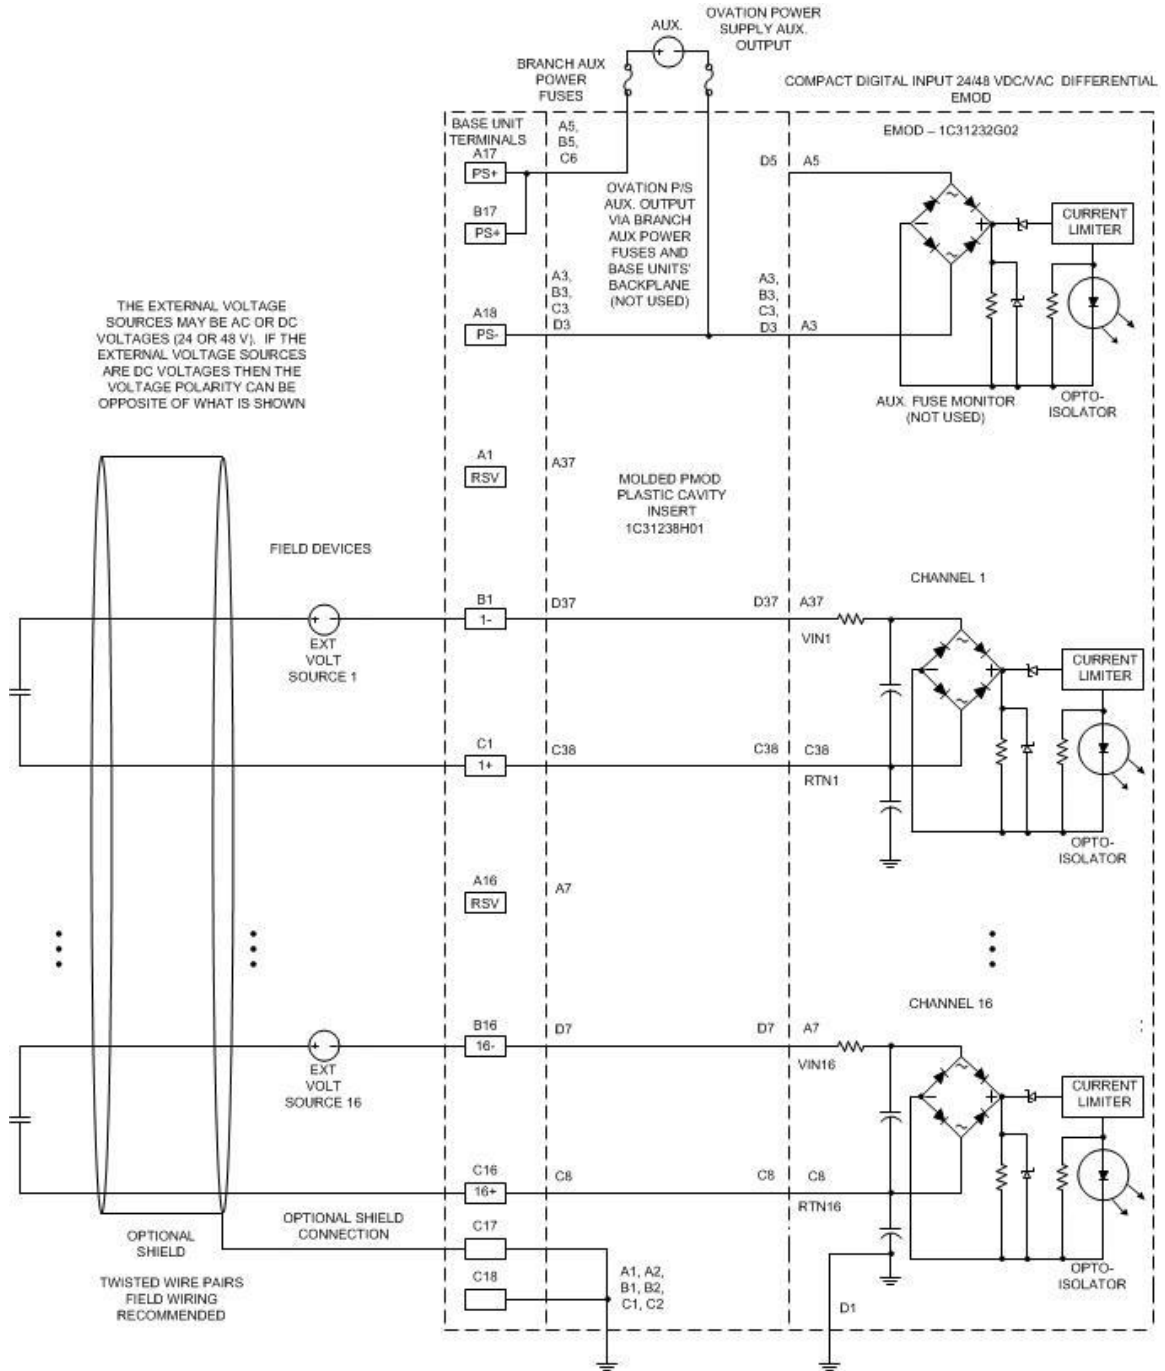 OVATION POWER
SUPPLY AUX.
OUTPUT
AUX.
+ -
BRANCH AUX
POWER
FUSES
COMPACT DIGITAL INPUT 24/48 VDC/VAC DIFFERENTIAL
EMOD
BASE UNIT
TERMINALS
A5,
B5,
C6
EMOD – 1C31232G02
A17
PS+
D5
A5
B17
PS+
OVATION P/S
AUX. OUTPUT
VIA BRANCH
AUX POWER
FUSES AND
BASE UNITS'
BACKPLANE
(NOT USED)
~
- +
~
CURRENT
LIMITER
A3,
B3,
C3,
D3
A3,
B3,
C3,
D3
A3
A18
PS-
AUX. FUSE MONITOR
(NOT USED)
OPTO-
ISOLATOR
THE EXTERNAL VOLTAGE
SOURCES MAY BE AC OR DC
VOLTAGES (24 OR 48 V). IF THE
EXTERNAL VOLTAGE SOURCES
ARE DC VOLTAGES THEN THE
VOLTAGE POLARITY CAN BE
OPPOSITE OF WHAT IS SHOWN
A1
RSV
A37
MOLDED PMOD
PLASTIC CAVITY
INSERT
1C31238H01
FIELD DEVICES
CHANNEL 1
B1
1-
D37
D37
A37
VIN1
+ -
EXT
VOLT
SOURCE 1
~
- +
~
CURRENT
LIMITER
C1
1+
C38
C38
C38
RTN1
OPTO-
ISOLATOR
A16
RSV
A7
CHANNEL 16
B16
16-
D7
D7
A7
VIN16
+ -
EXT
VOLT
SOURCE 16
~
- +
~
CURRENT
LIMITER
C16
16+
C8
C8
C8
RTN16
OPTIONAL
SHIELD
OPTIONAL SHIELD
CONNECTION
C17
C18
A1, A2,
B1, B2,
C1, C2
D1
OPTO-
ISOLATOR
TWISTED WIRE PAIRS
FIELD WIRING
RECOMMENDED